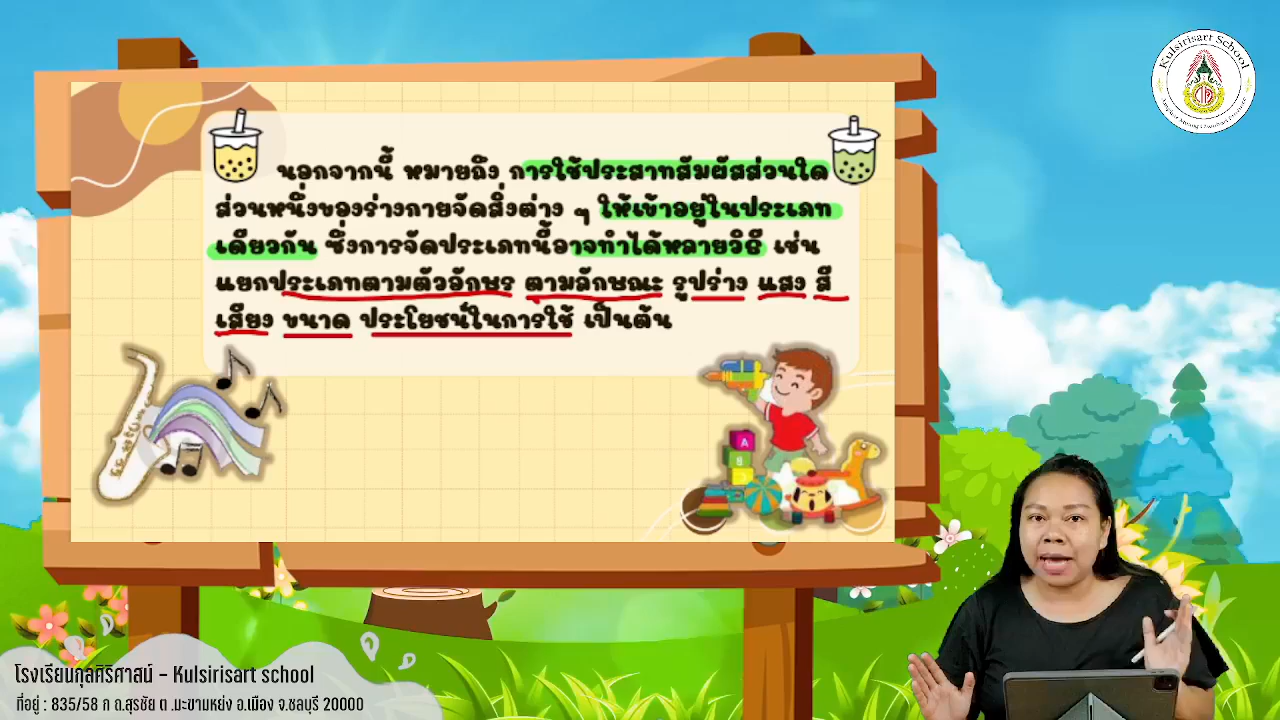 Kulsirisart School
นอกจากนี้ หมายถึง การใช้ประสาทสัมผัสส่วนใด
ส่วนหนึ่งของร่างกายจัดสิ่งต่าง ๆ ให้เข้าอยู่ในประเภท
เดียวกัน ซึ่งการจัดประเภทนี้อาจทำได้หลายวิธี เช่น
แยกประเภทตามตัวอักษร ตามลักษณะ รูปร่าง แสง สี
เสียง ขนาด ประโยชน์ในการใช้ เป็นต้น
A
โรงเรียนกุลศิริศาสน์ - Kulsirisart school
ที่อยู่ : 835/58 ก ถ.สุรชัย ต .มะขามหย่ง อ.เมือง จ.ชลบุรี 20000